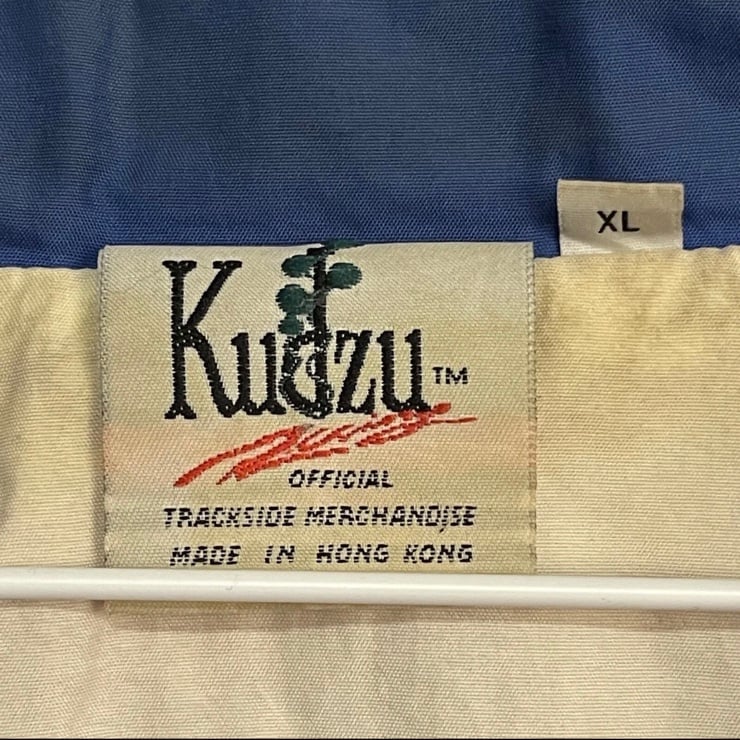 XL
Kudzu™
OFFICIAL
TRACKSIDE MERCHANDISE
MADE IN HONG KONG